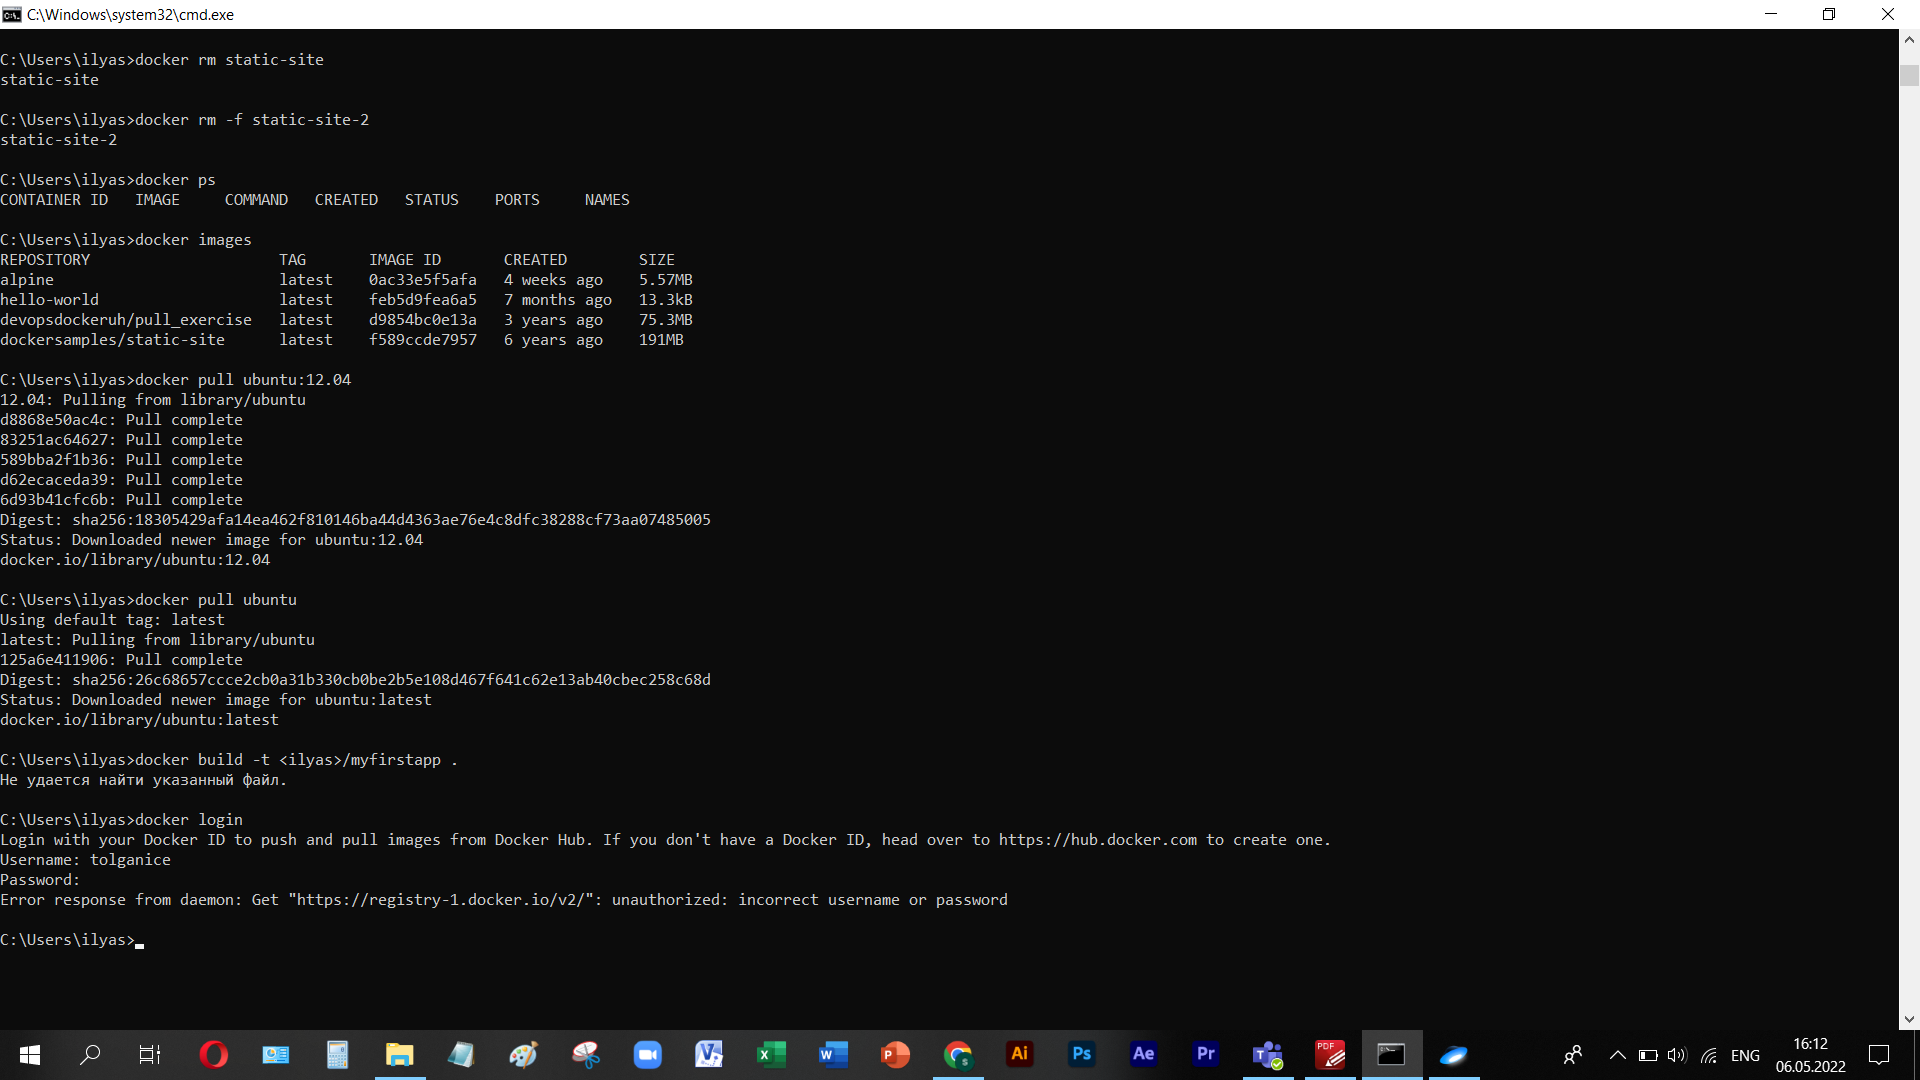 C:\Windows\system32\cmd.exe
C:\Users\ilyas>docker rm static-site
static-site
C:\Users\ilyas>docker rm -f static-site-2
static-site-2
C:\Users\ilyas>docker ps
CONTAINER ID   IMAGE     COMMAND   CREATED   STATUS    PORTS     NAMES
C:\Users\ilyas>docker images
REPOSITORY                     TAG       IMAGE ID       CREATED        SIZE
alpine                         latest    0ac33e5f5afa   4 weeks ago    5.57MB
hello-world                    latest    feb5d9fea6a5   7 months ago   13.3kB
devopsdockeruh/pull_exercise   latest    d9854bc0e13a   3 years ago    75.3MB
dockersamples/static-site      latest    f589ccde7957   6 years ago    191MB
C:\Users\ilyas>docker pull ubuntu:12.04
12.04: Pulling from library/ubuntu
d8868e50ac4c: Pull complete
83251ac64627: Pull complete
589bba2f1b36: Pull complete
d62ecaceda39: Pull complete
6d93b41cfc6b: Pull complete
Digest: sha256:18305429afa14ea462f810146ba44d4363ae76e4c8dfc38288cf73aa07485005
Status: Downloaded newer image for ubuntu:12.04
docker.io/library/ubuntu:12.04
C:\Users\ilyas>docker pull ubuntu
Using default tag: latest
latest: Pulling from library/ubuntu
125a6e411906: Pull complete
Digest: sha256:26c68657ccce2cb0a31b330cb0be2b5e108d467f641c62e13ab40cbec258c68d
Status: Downloaded newer image for ubuntu:latest
docker.io/library/ubuntu:latest
C:\Users\ilyas>docker build -t <ilyas>/myfirstapp .
Не удается найти указанный файл.
C:\Users\ilyas>docker login
Login with your Docker ID to push and pull images from Docker Hub. If you don't have a Docker ID, head over to https://hub.docker.com to create one.
Username: tolganice
Password:
Error response from daemon: Get "https://registry-1.docker.io/v2/": unauthorized: incorrect username or password
C:\Users\ilyas>
Ai Ps Ae Pr PDF
ENG
16:12
06.05.2022